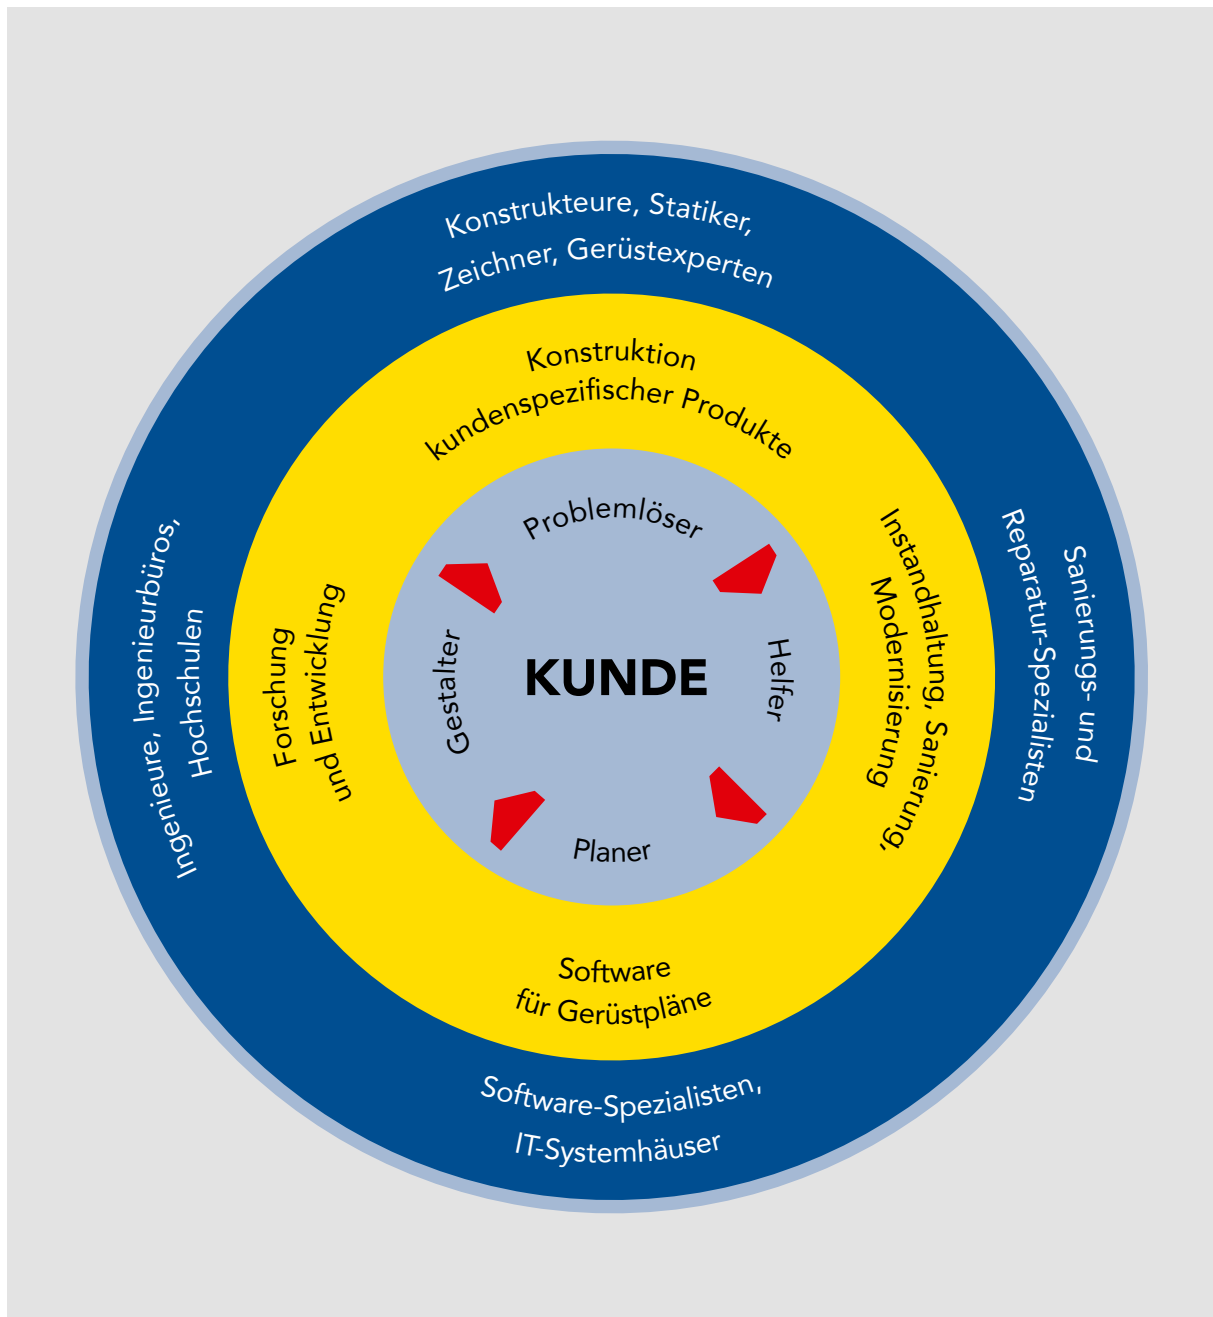 Konstrukteure, Statiker,
Zeichner, Gerüstexperten
Konstruktion
kundenspezifischer Produkte
Problemlöser
Ingenieure, Ingenieurbüros,
Hochschulen
Forschung
und Entwicklung
Gestalter
KUNDE
Helfer
Instandhaltung, Sanierung,
Modernisierung
Sanierungs- und
Reparatur-Spezialisten
Planer
Software
für Gerüstpläne
Software-Spezialisten,
IT-Systemhäuser